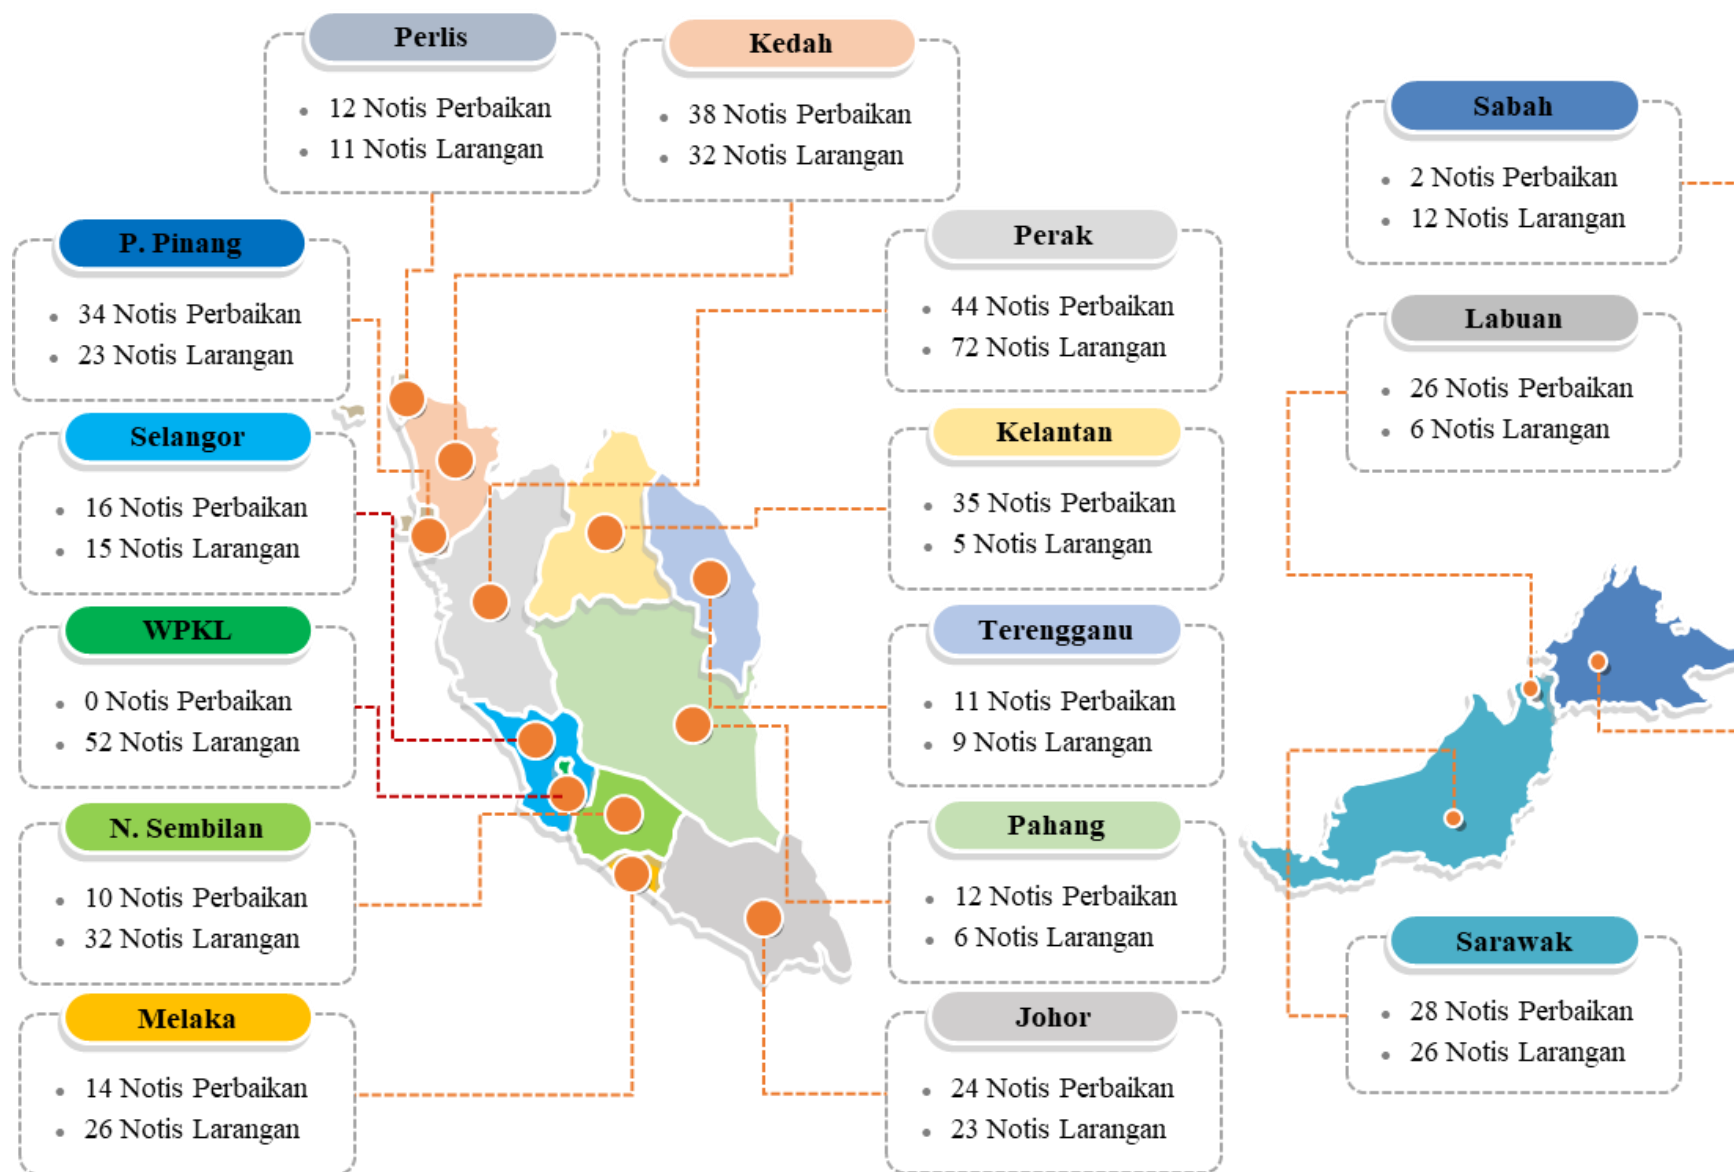 Perlis
12 Notis Perbaikan
11 Notis Larangan
Kedah
38 Notis Perbaikan
32 Notis Larangan
Sabah
2 Notis Perbaikan
12 Notis Larangan
P. Pinang
34 Notis Perbaikan
23 Notis Larangan
Perak
44 Notis Perbaikan
72 Notis Larangan
Labuan
26 Notis Perbaikan
6 Notis Larangan
Selangor
16 Notis Perbaikan
15 Notis Larangan
Kelantan
35 Notis Perbaikan
5 Notis Larangan
WPKL
0 Notis Perbaikan
52 Notis Larangan
Terengganu
11 Notis Perbaikan
9 Notis Larangan
N. Sembilan
10 Notis Perbaikan
32 Notis Larangan
Pahang
12 Notis Perbaikan
6 Notis Larangan
Sarawak
28 Notis Perbaikan
26 Notis Larangan
Melaka
14 Notis Perbaikan
26 Notis Larangan
Johor
24 Notis Perbaikan
23 Notis Larangan